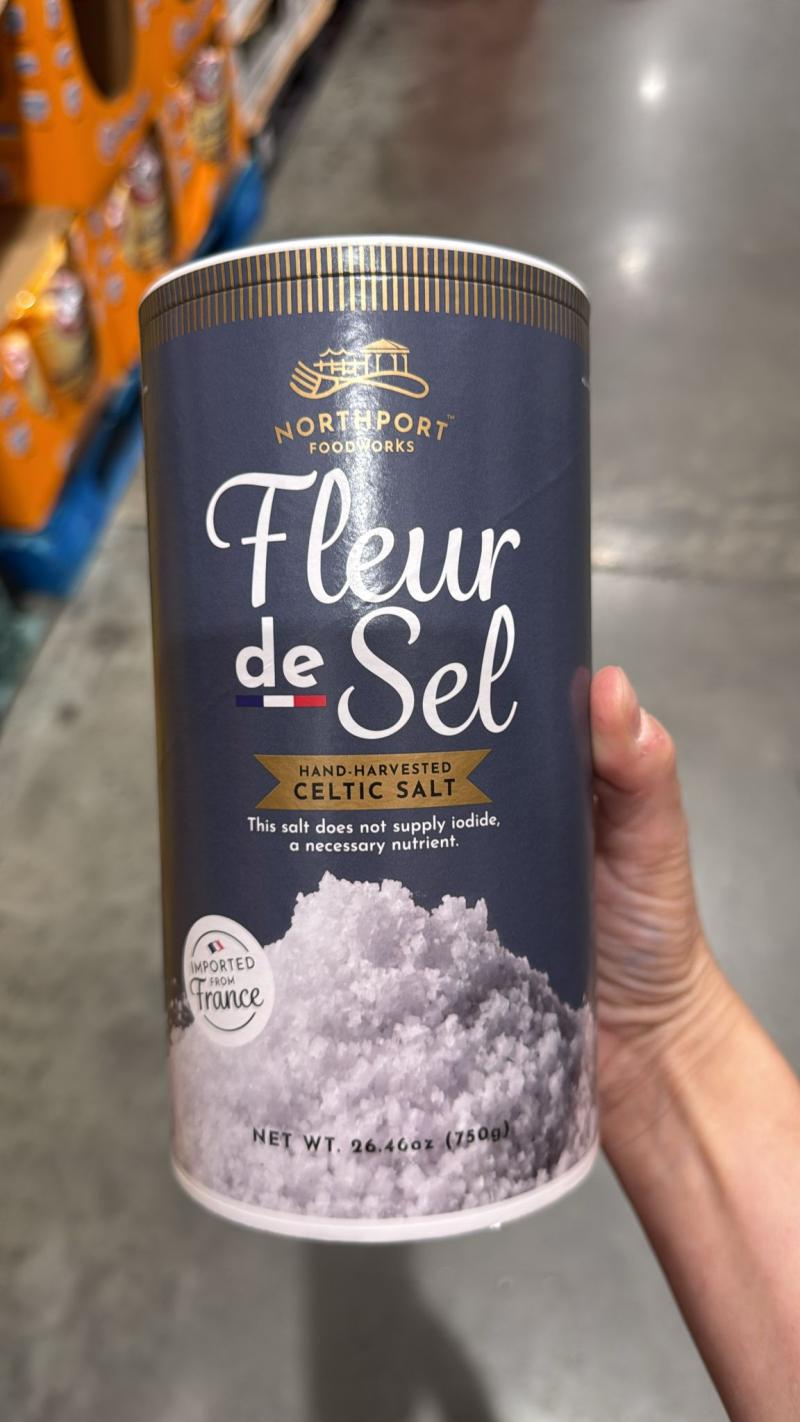 NORTHPORT™
FOODWORKS
Fleur
de Sel
HAND-HARVESTED
CELTIC SALT
This salt does not supply iodide,
a necessary nutrient.
IMPORTED
FROM
France
NET WT. 26.46oz (750g)